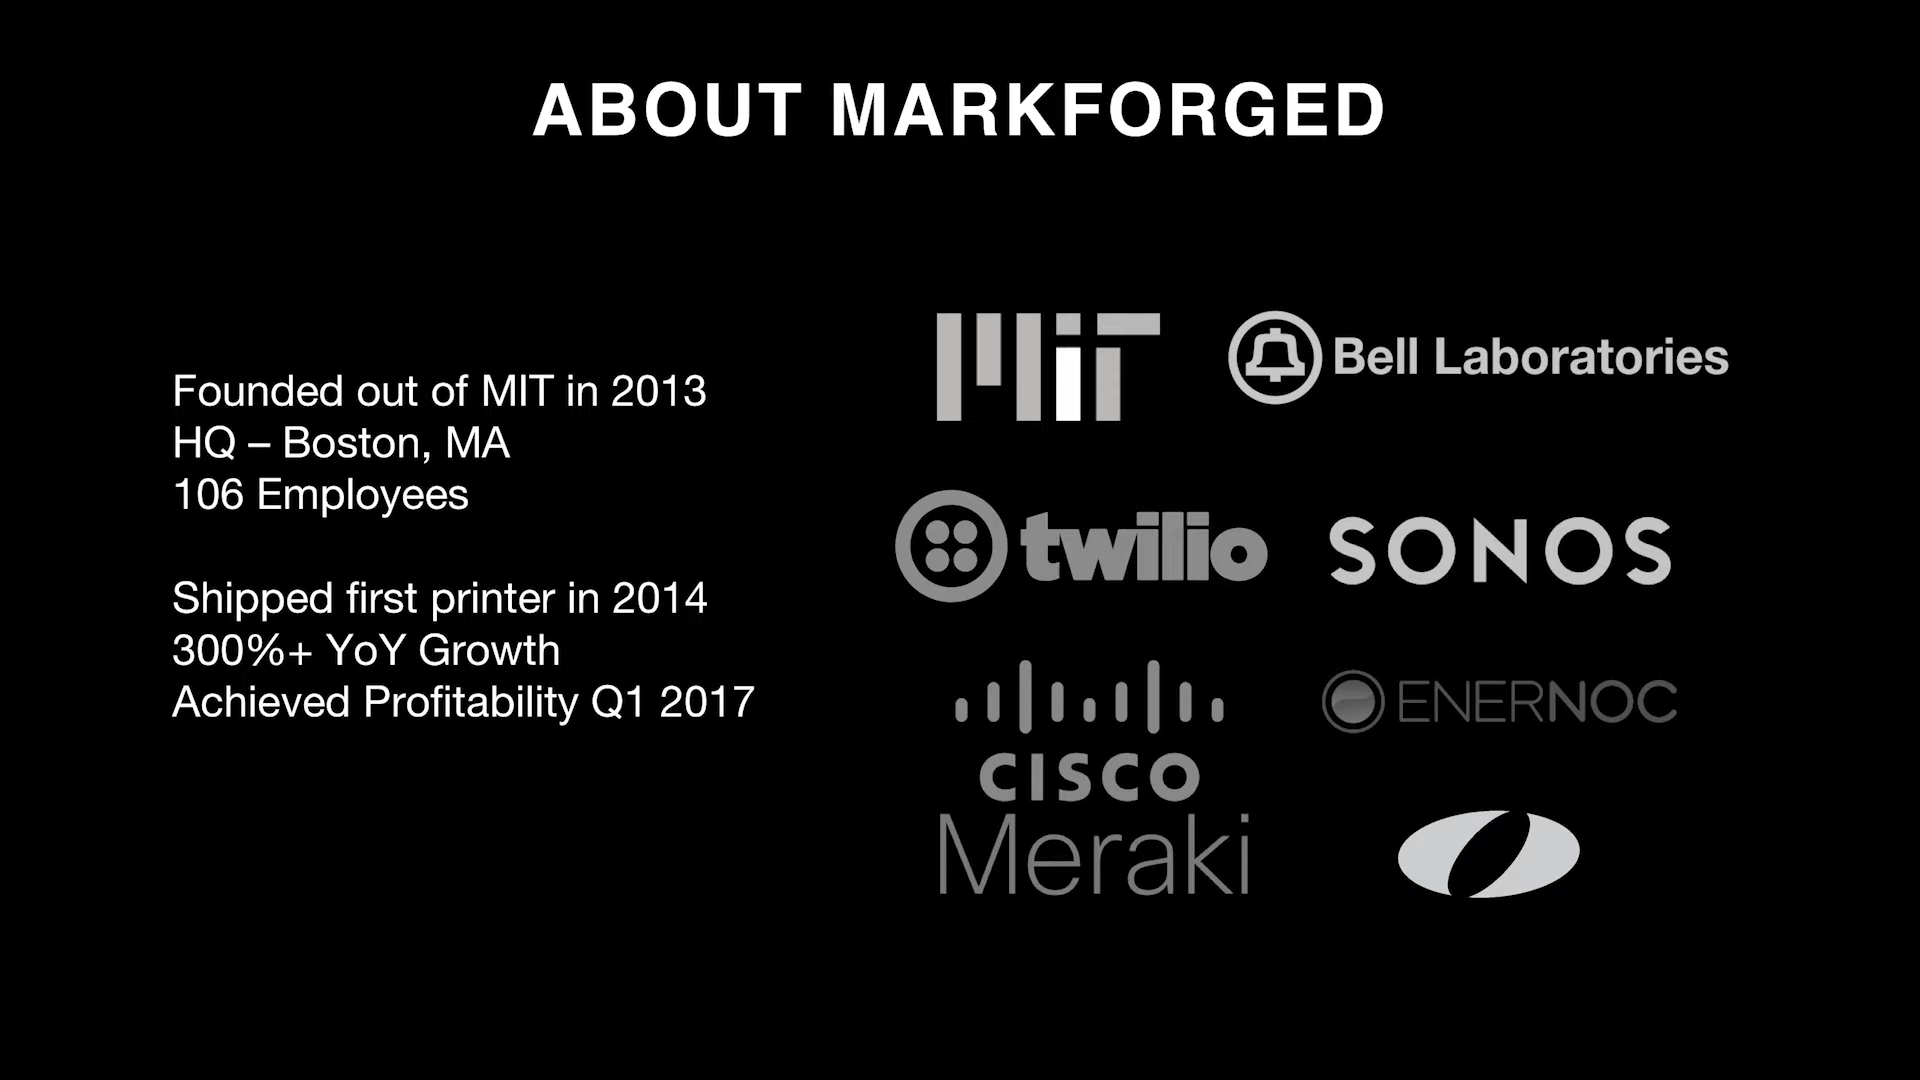 ABOUT MARKFORGED
Founded out of MIT in 2013
HQ – Boston, MA
106 Employees
Shipped first printer in 2014
300%+ YoY Growth
Achieved Profitability Q1 2017
MiT
Bell Laboratories
twilio
SONOS
CISCO
Meraki
ENERNOC